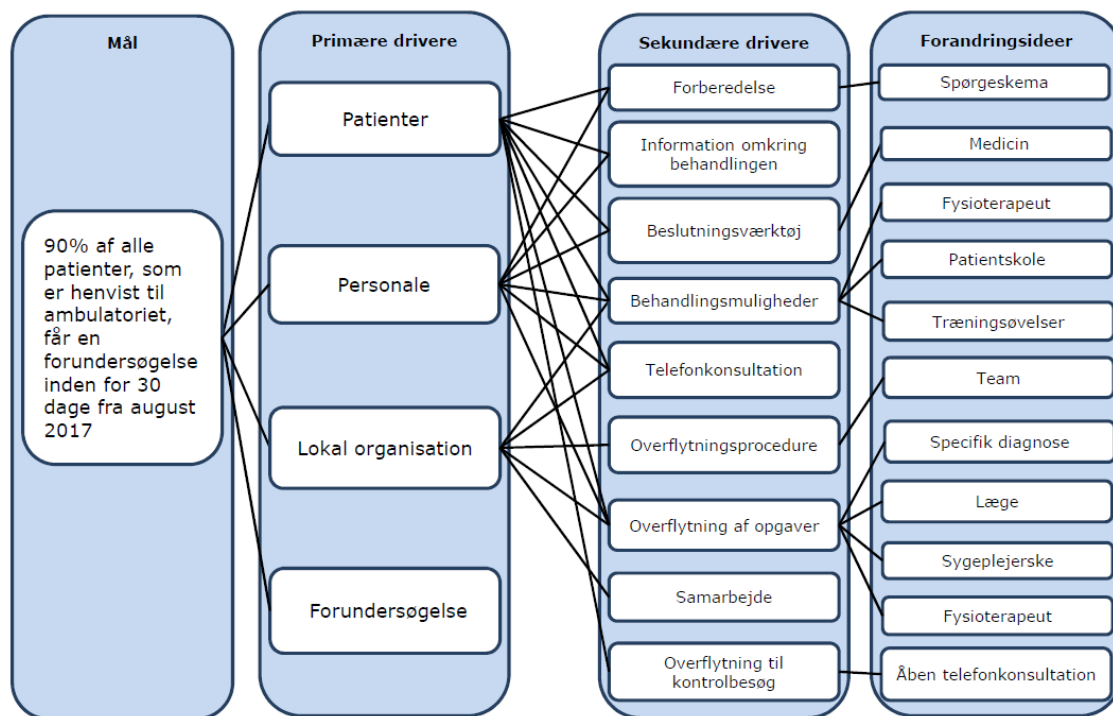 Mål
90% af alle
patienter, som
er henvist til
ambulatoriet,
får en
forundersøgelse
inden for 30
dage fra august
2017
Primære drivere
Patienter
Personale
Lokal organisation
Forundersøgelse
Sekundære drivere
Forberedelse
Information omkring
behandlingen
Beslutningsværktøj
Behandlingsmuligheder
Telefonkonsultation
Overflytningsprocedure
Overflytning af opgaver
Samarbejde
Overflytning til
kontrolbesøg
Forandringsideer
Spørgeskema
Medicin
Fysioterapeut
Patientskole
Træningsøvelser
Team
Specifik diagnose
Læge
Sygeplejerske
Fysioterapeut
Åben telefonkonsultation